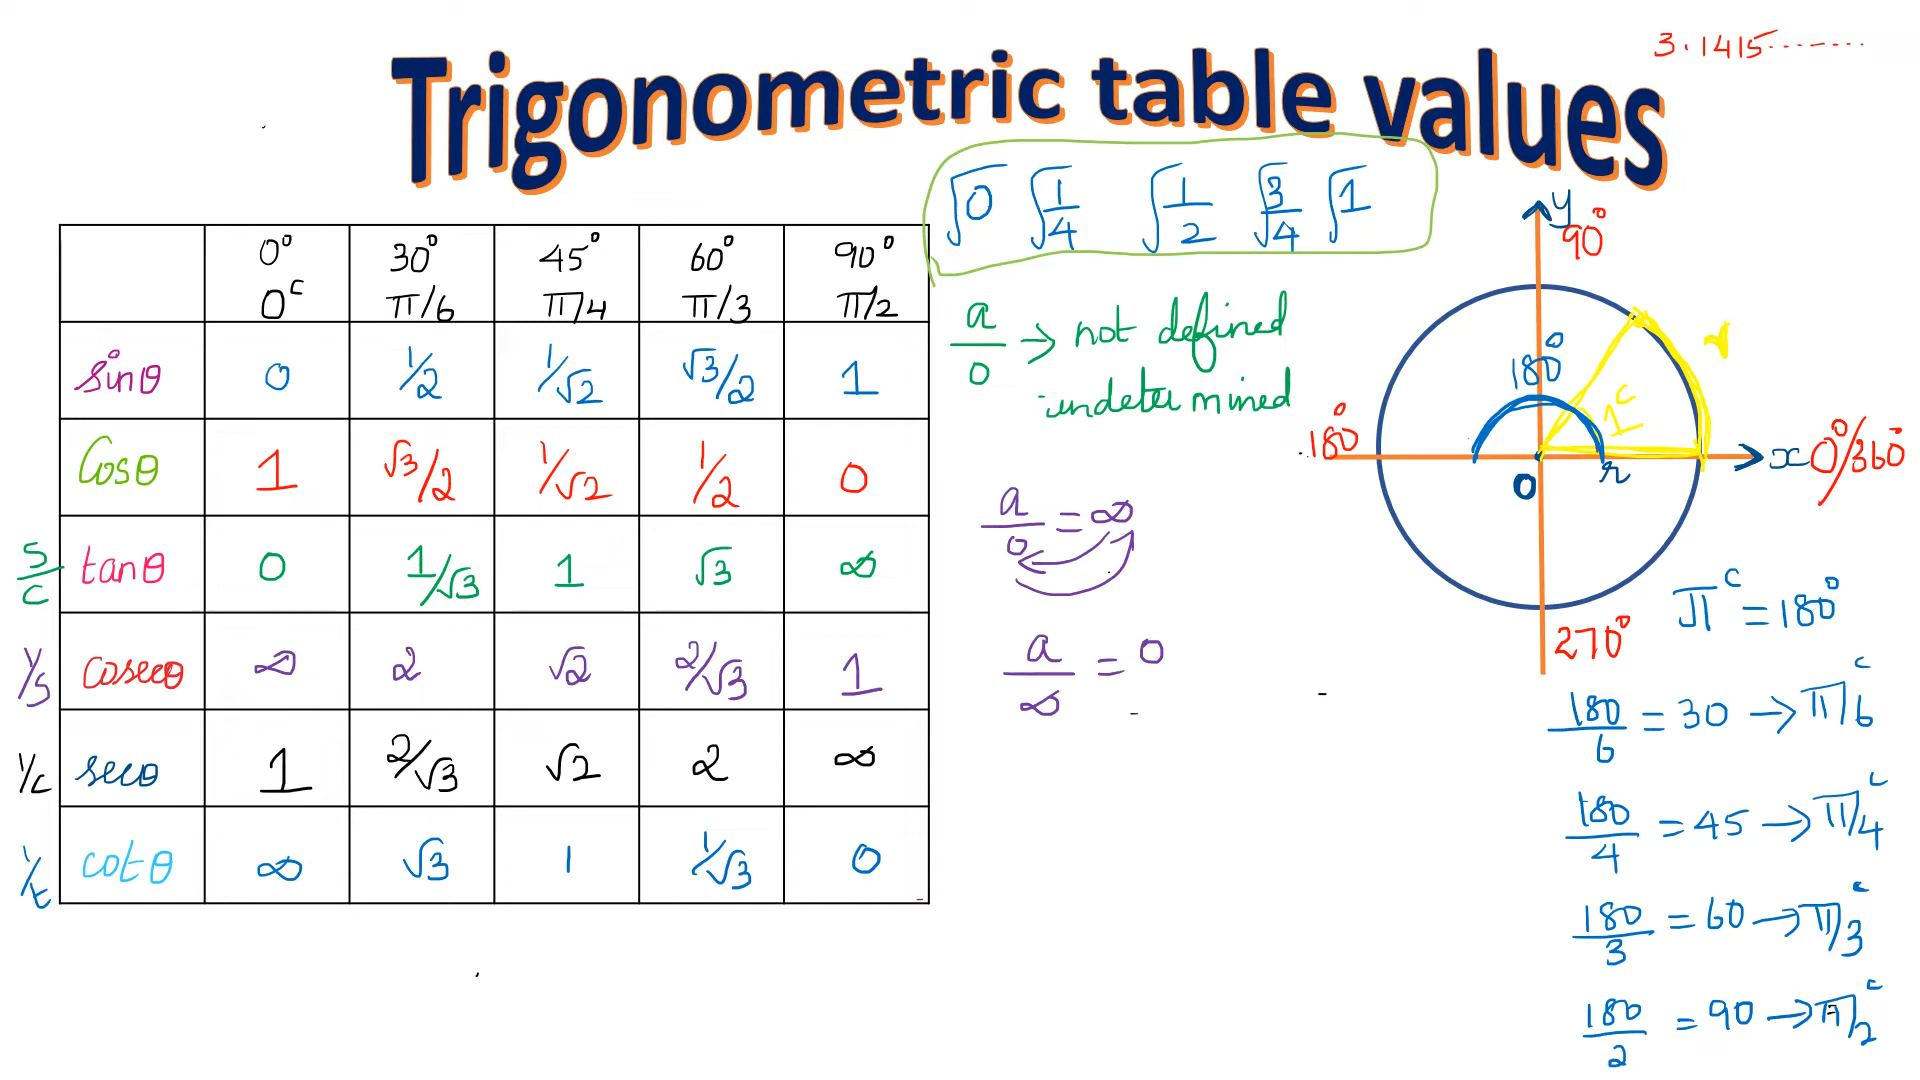 3.1415.........
Trigonometric table values
√0 √1/4 √1/2 √3/4 √1
0° 30° 45° 60° 90°
0ᶜ π/6 π/4 π/3 π/2
sinθ 0 1/2 1/√2 √3/2 1
Cosθ 1 √3/2 1/√2 1/2 0
S/C tanθ 0 1/√3 1 √3 ∞
1/S cosecθ ∞ 2 √2 2/√3 1
1/C secθ 1 2/√3 √2 2 ∞
1/t cotθ ∞ √3 1 1/√3 0
a/0 → not defined
undetermined
a/0 = ∞
a/∞ = 0
y
90°
180°
1ᶜ
r
180°
x 0°/360°
0
r
270°
πᶜ = 180°
180/6 = 30 → π/6ᶜ
180/4 = 45 → π/4ᶜ
180/3 = 60 → π/3ᶜ
180/2 = 90 → π/2ᶜ